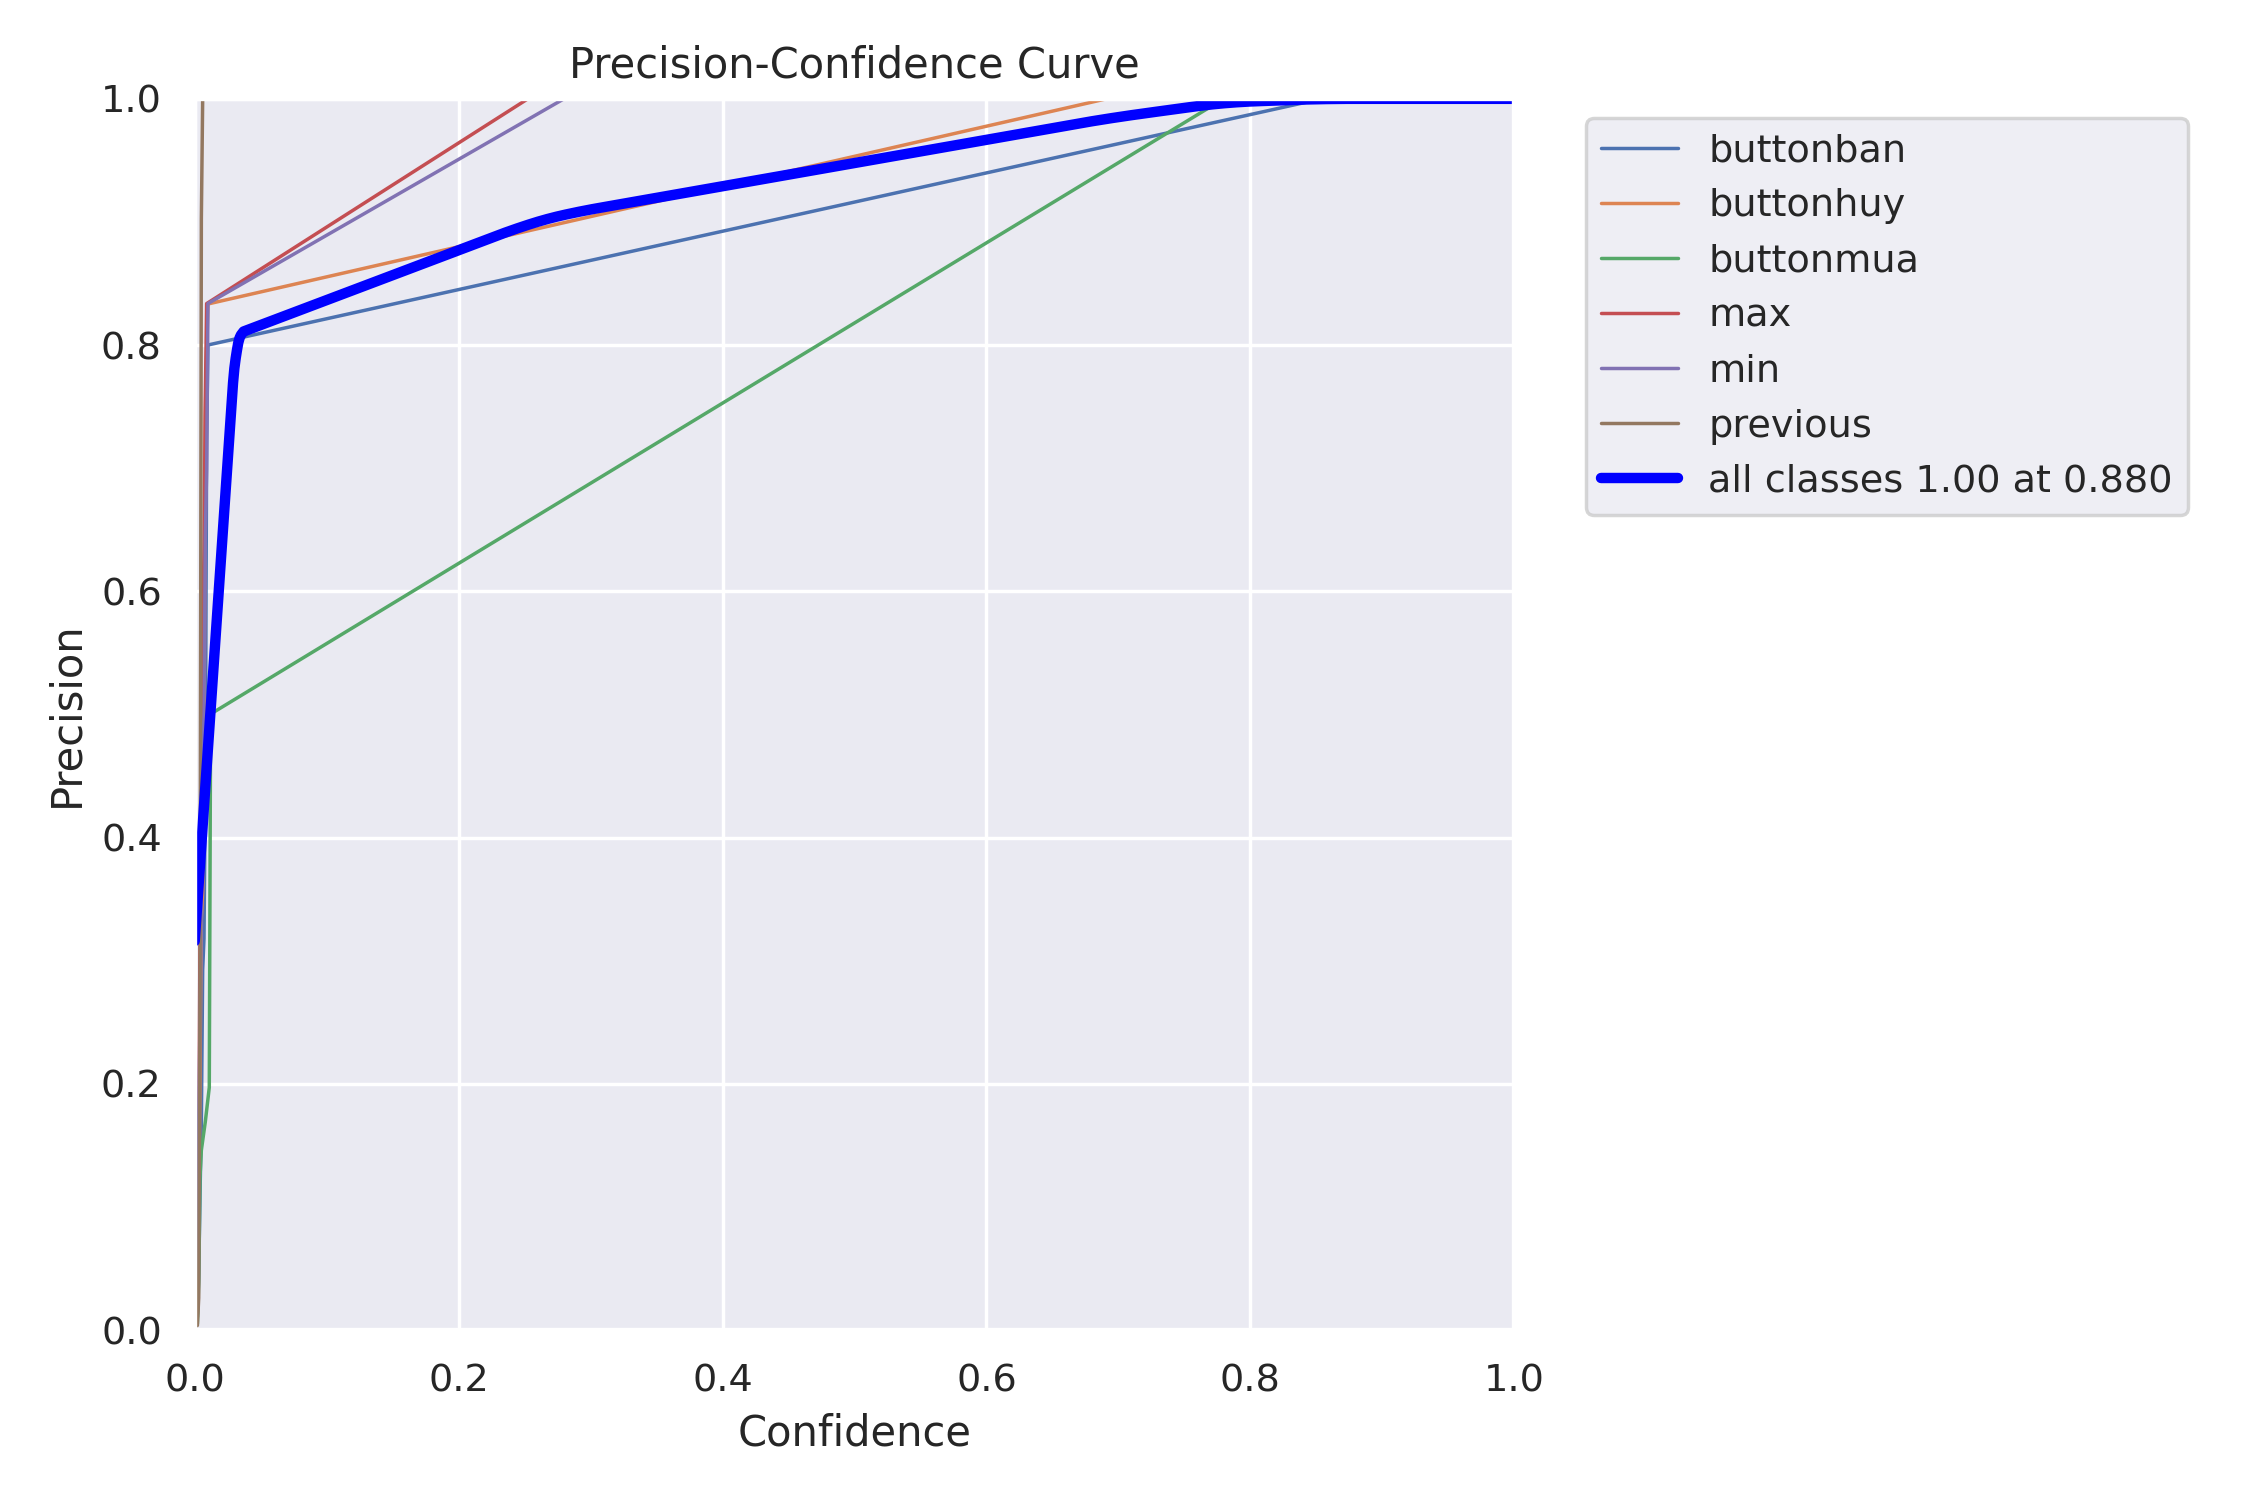 Precision-Confidence Curve
1.0
0.8
0.6
0.4
0.2
0.0
Precision
0.0 0.2 0.4 0.6 0.8 1.0
Confidence
buttonban
buttonhuy
buttonmua
max
min
previous
all classes 1.00 at 0.880